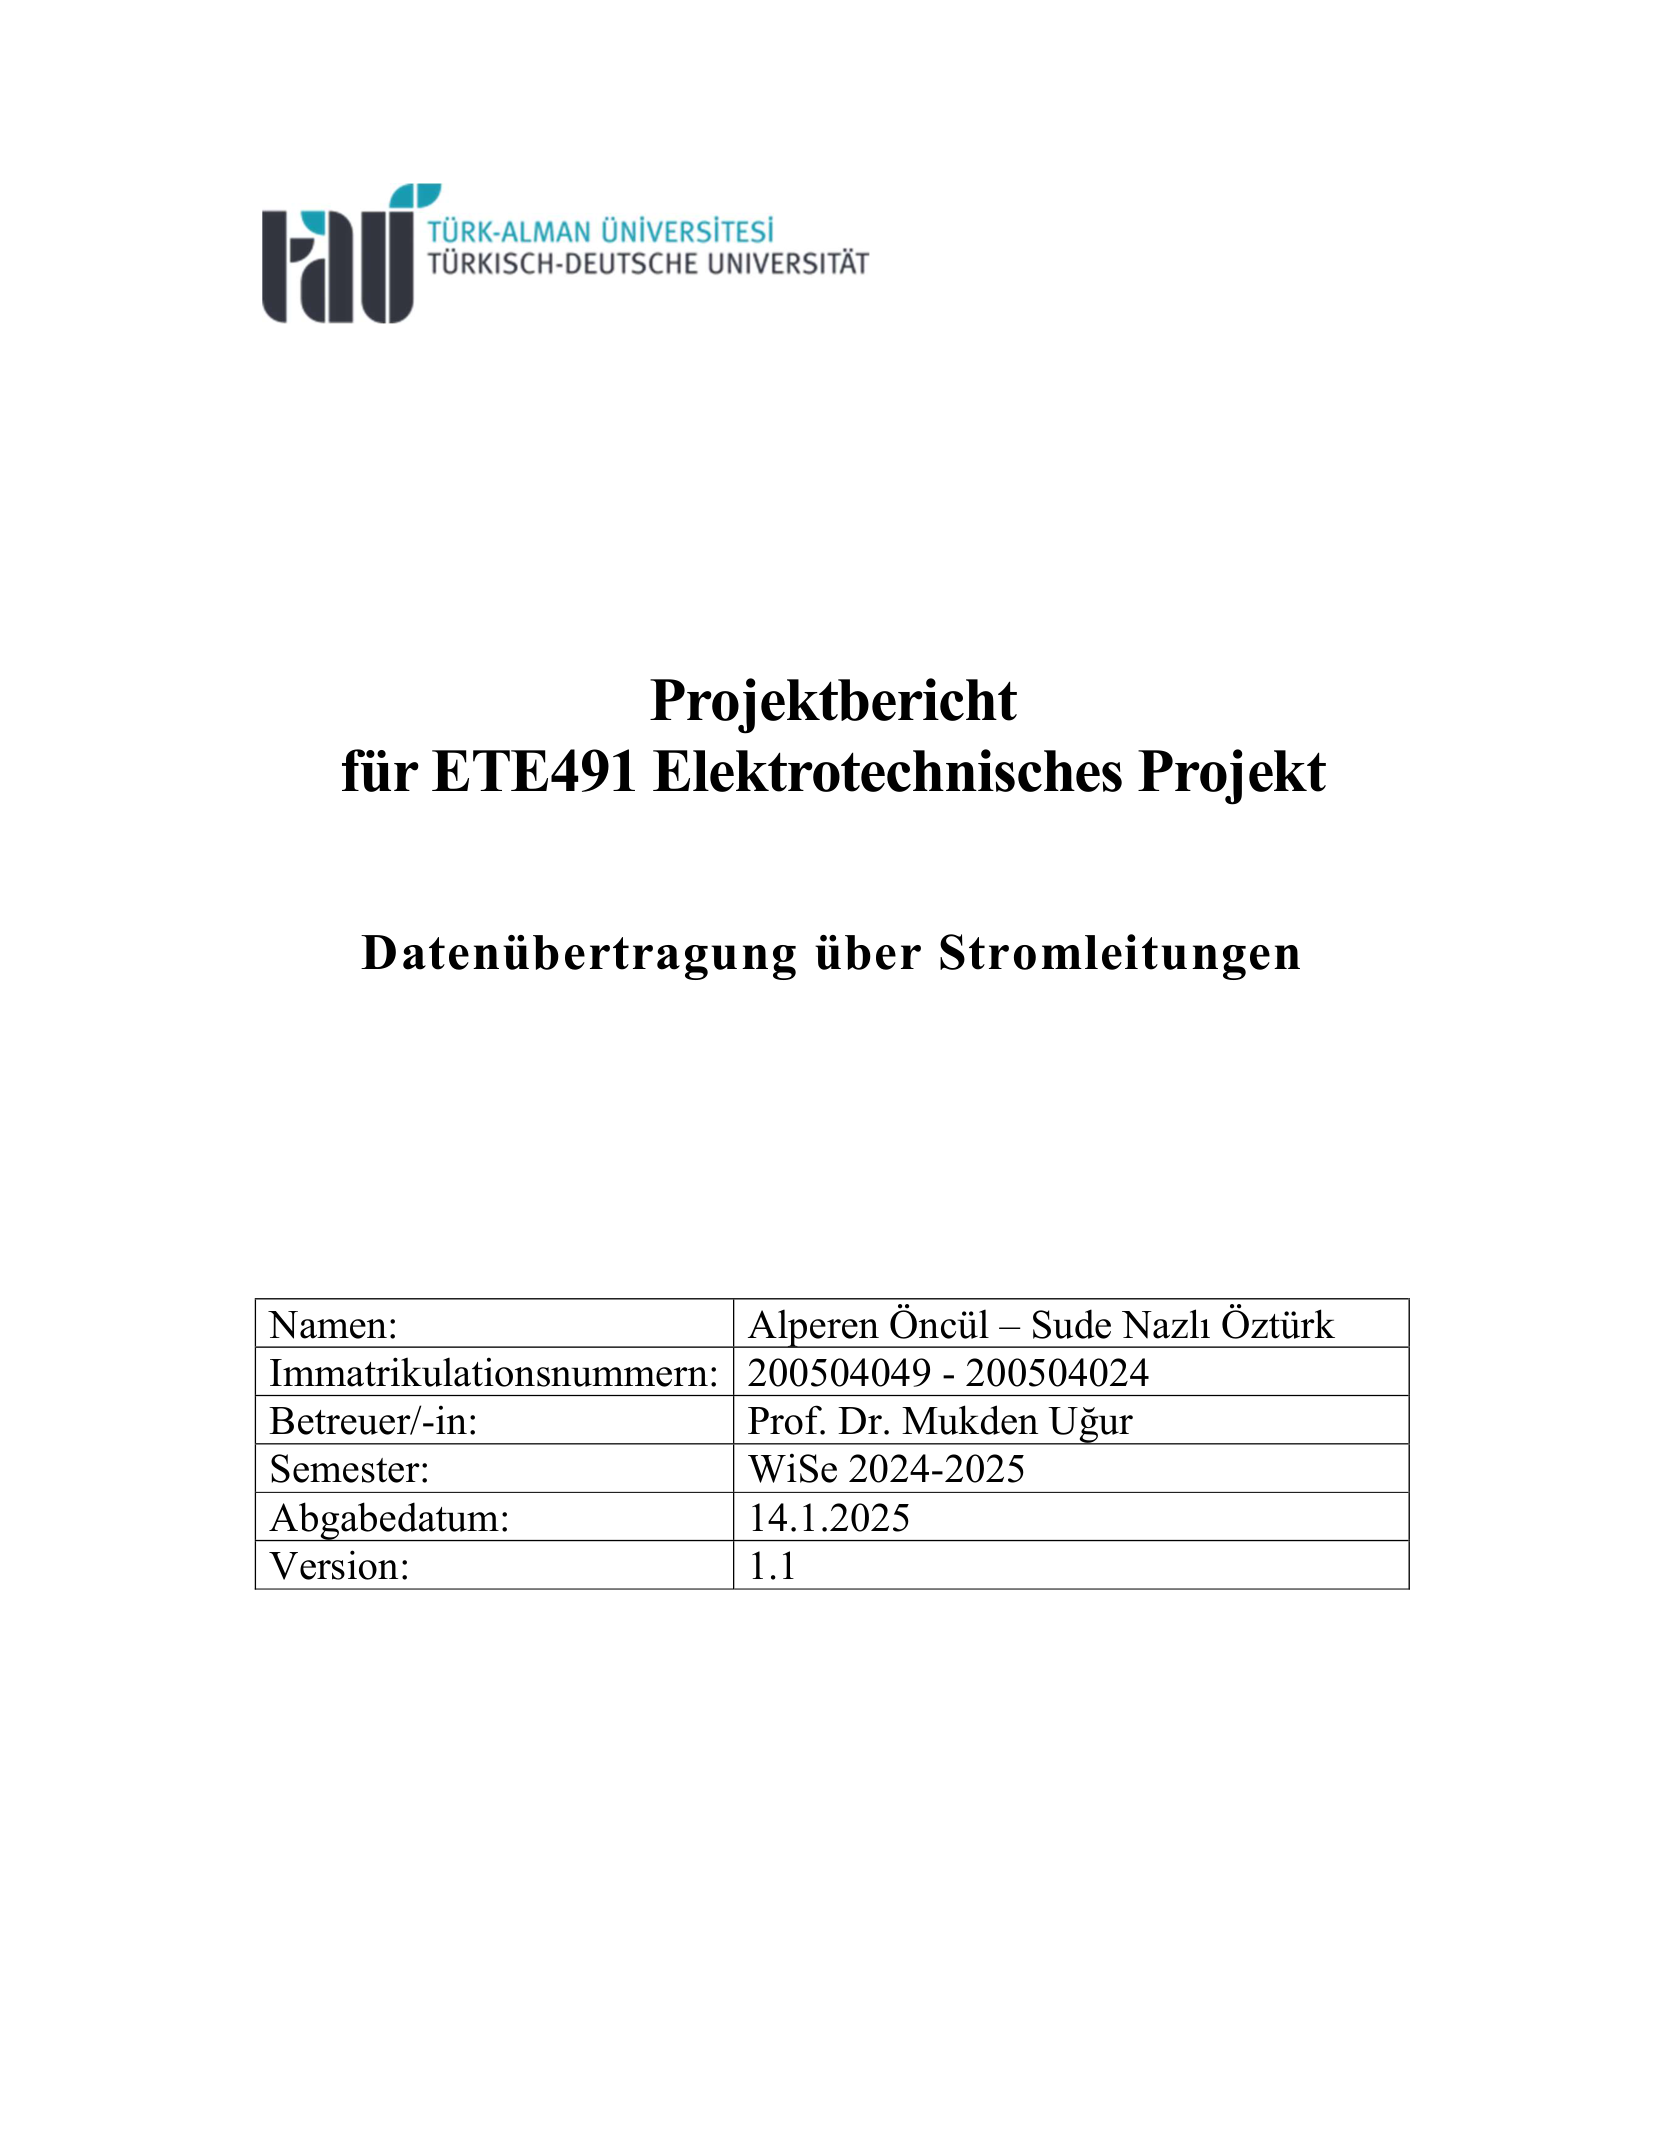 tau
TÜRK-ALMAN ÜNİVERSİTESİ
TÜRKISCH-DEUTSCHE UNIVERSITÄT
Projektbericht
für ETE491 Elektrotechnisches Projekt
Datenübertragung über Stromleitungen
Namen: Alperen Öncül – Sude Nazlı Öztürk
Immatrikulationsnummern: 200504049 - 200504024
Betreuer/-in: Prof. Dr. Mukden Uğur
Semester: WiSe 2024-2025
Abgabedatum: 14.1.2025
Version: 1.1